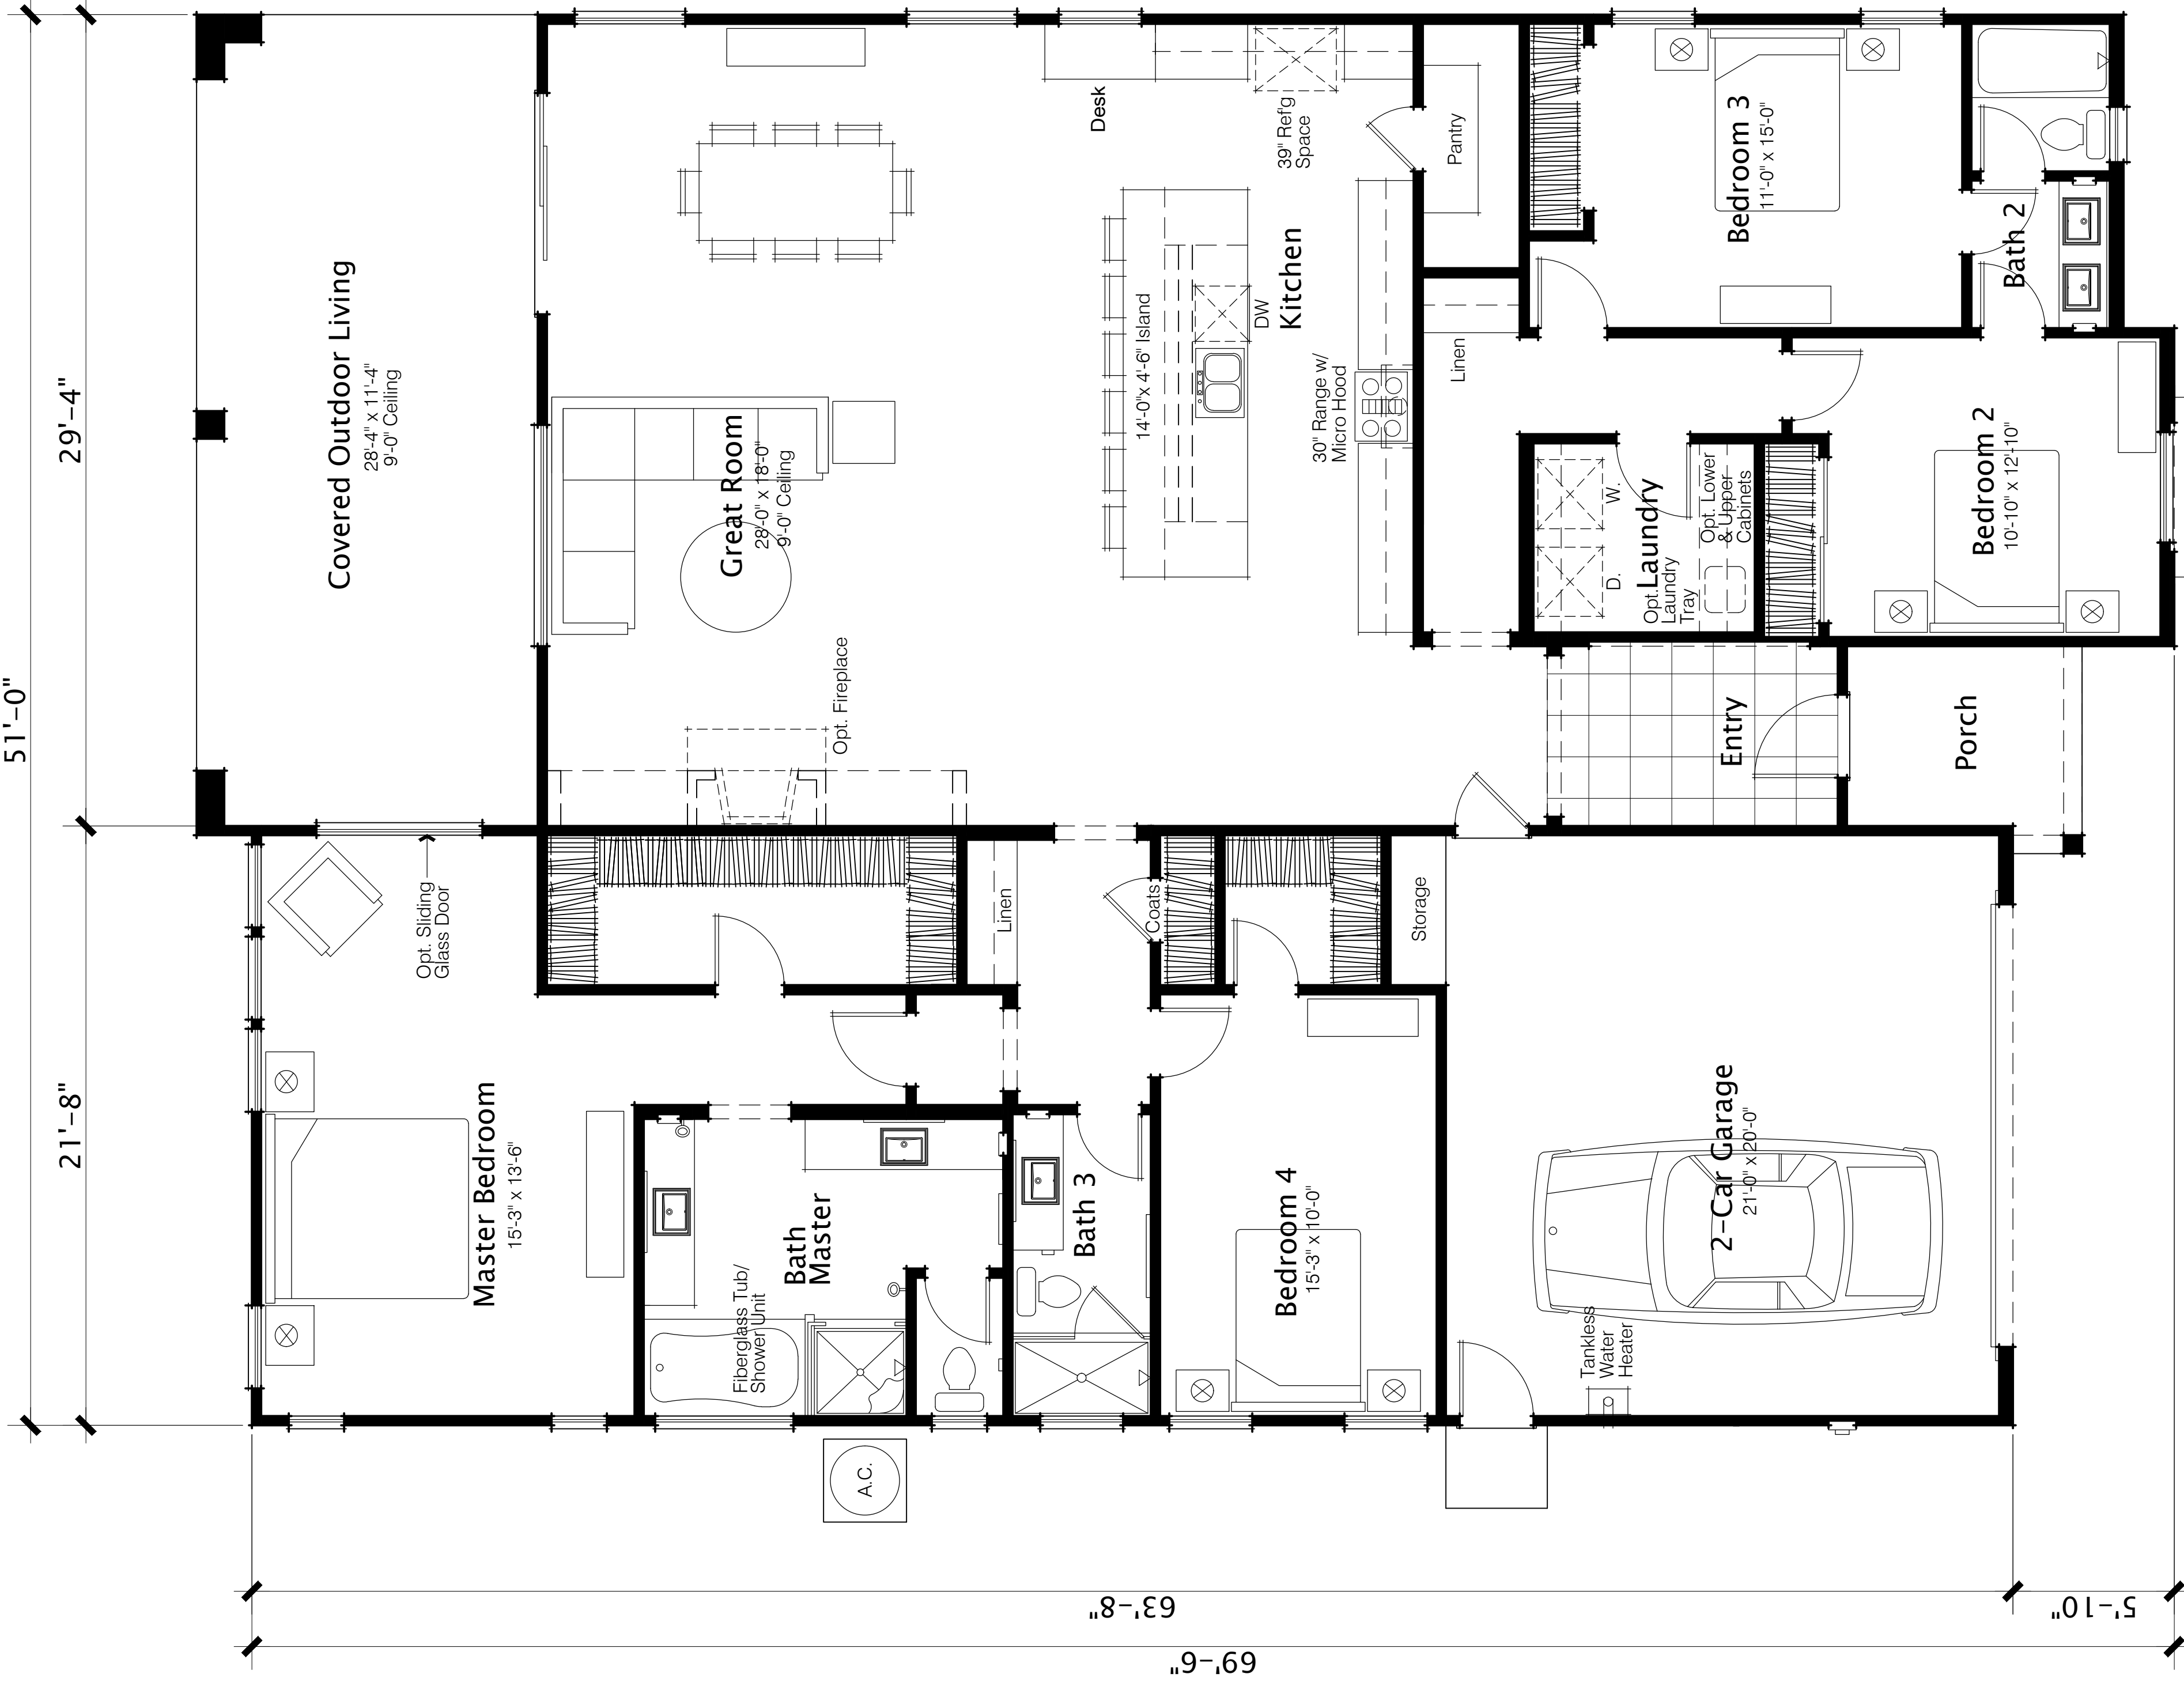 51'-0"
29'-4"
21'-8"
Covered Outdoor Living
28'-4" x 11'-4"
9'-0" Ceiling
Opt. Sliding
Glass Door
Master Bedroom
15'-3" x 13'-6"
Great Room
28'-0" x 18'-0"
9'-0" Ceiling
Opt. Fireplace
Fiberglass Tub/
Shower Unit
Bath
Master
A.C.
Linen
Desk
14'-0"x 4'-6" Island
DW
Kitchen
39" Ref'g
Space
30" Range w/
Micro Hood
Bath 3
Coats
Bedroom 4
15'-3" x 10'-0"
Storage
Pantry
Linen
W.
D.
Laundry
Opt.
Laundry
Tray
Opt. Lower
& Upper
Cabinets
Tankless
Water
Heater
2-Car Garage
21'-0" x 20'-0"
Entry
Porch
Bedroom 3
11'-0" x 15'-0"
Bath 2
Bedroom 2
10'-10" x 12'-10"
63'-8"
5'-10"
69'-6"